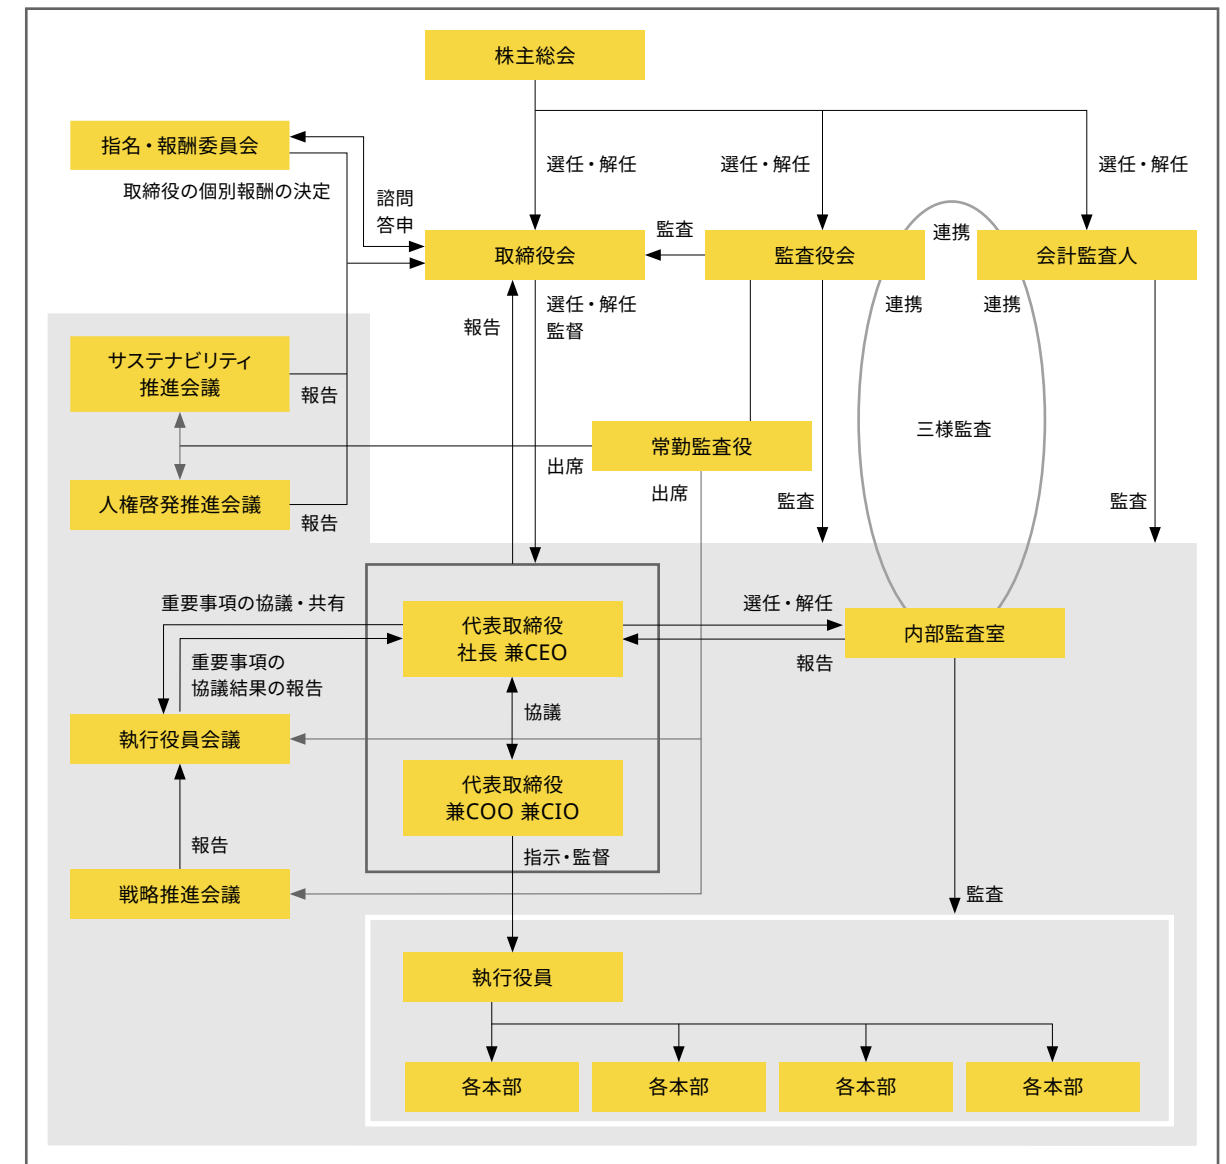 株主総会
指名・報酬委員会
選任・解任
選任・解任
選任・解任
取締役の個別報酬の決定
諮問
答申
監査
連携
取締役会
監査役会
会計監査人
選任・解任
監督
連携
連携
報告
サステナビリティ
推進会議
報告
三様監査
常勤監査役
出席
出席
人権啓発推進会議
報告
監査
監査
重要事項の協議・共有
選任・解任
代表取締役
社長 兼CEO
内部監査室
重要事項の
協議結果の報告
報告
協議
執行役員会議
代表取締役
兼COO 兼CIO
報告
指示・監督
戦略推進会議
監査
執行役員
各本部
各本部
各本部
各本部